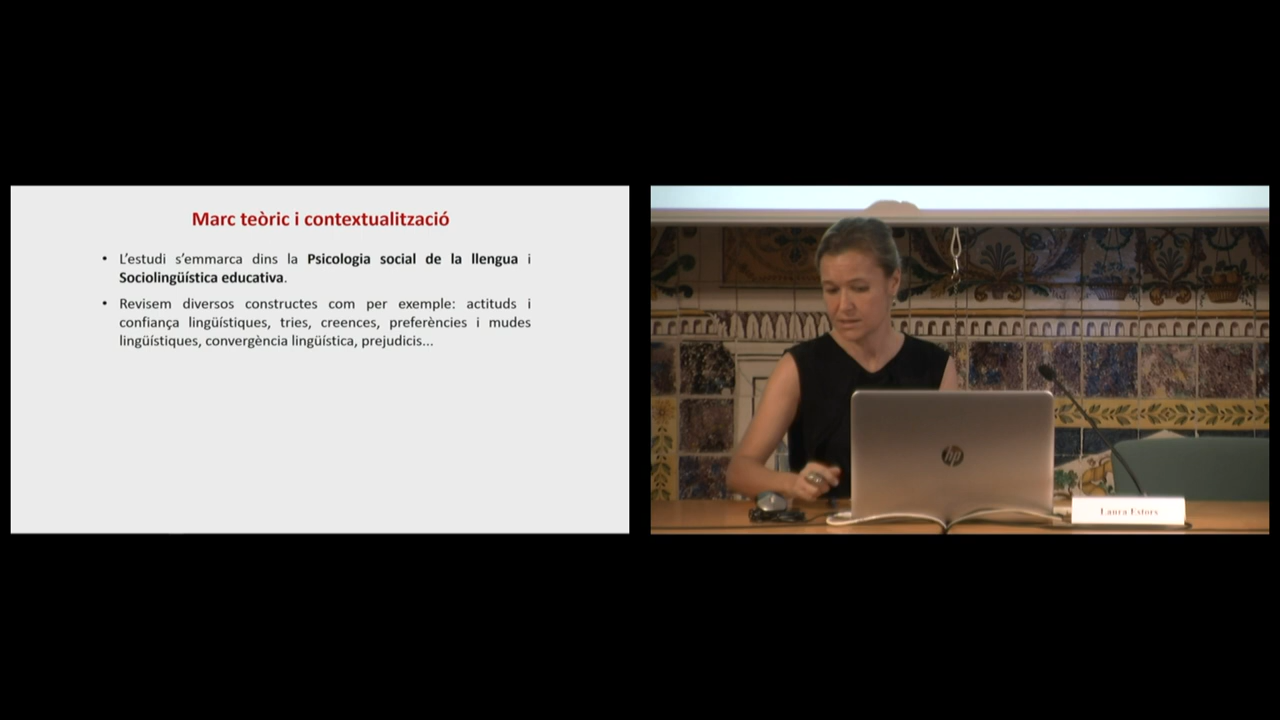 Marc teòric i contextualització
• L'estudi s'emmarca dins la Psicologia social de la llengua i
Sociolingüística educativa.
• Revisem diversos constructes com per exemple: actituds i
confiança lingüístiques, tries, creences, preferències i mudes
lingüístiques, convergència lingüística, prejudicis...
hp
Laura